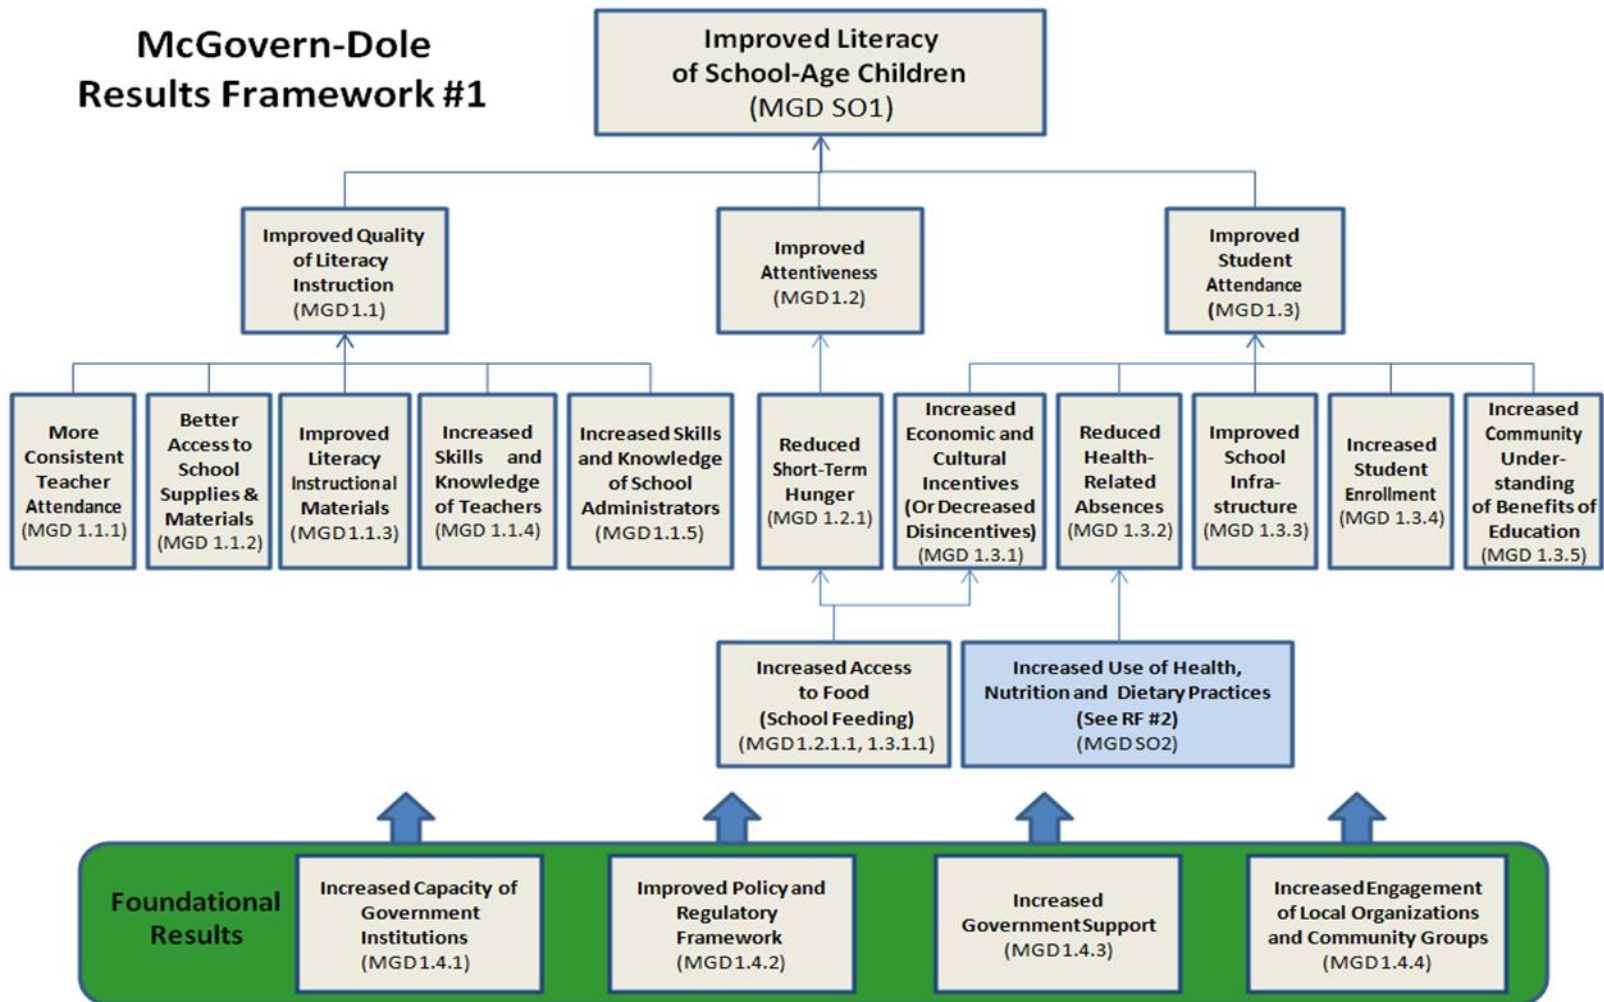 McGovern-Dole
Results Framework #1
Improved Literacy
of School-Age Children
(MGD SO1)
Improved Quality
of Literacy
Instruction
(MGD1.1)
Improved
Attentiveness
(MGD1.2)
Improved
Student
Attendance
(MGD1.3)
More
Consistent
Teacher
Attendance
(MGD 1.1.1)
Better
Access to
School
Supplies &
Materials
(MGD 1.1.2)
Improved
Literacy
Instructional
Materials
(MGD1.1.3)
Increased
Skills and
Knowledge
of Teachers
(MGD 1.1.4)
Increased Skills
and Knowledge
of School
Administrators
(MGD1.1.5)
Reduced
Short-Term
Hunger
(MGD 1.2.1)
Increased
Economic and
Cultural
Incentives
(Or Decreased
Disincentives)
(MGD 1.3.1)
Reduced
Health-
Related
Absences
(MGD 1.3.2)
Improved
School
Infra-
structure
(MGD 1.3.3)
Increased
Student
Enrollment
(MGD 1.3.4)
Increased
Community
Under-
standing
of Benefits of
Education
(MGD 1.3.5)
Increased Access
to Food
(School Feeding)
(MGD1.2.1.1, 1.3.1.1)
Increased Use of Health,
Nutrition and Dietary Practices
(See RF #2)
(MGD SO2)
Foundational
Results
Increased Capacity of
Government
Institutions
(MGD1.4.1)
Improved Policy and
Regulatory
Framework
(MGD1.4.2)
Increased
Government Support
(MGD1.4.3)
Increased Engagement
of Local Organizations
and Community Groups
(MGD1.4.4)